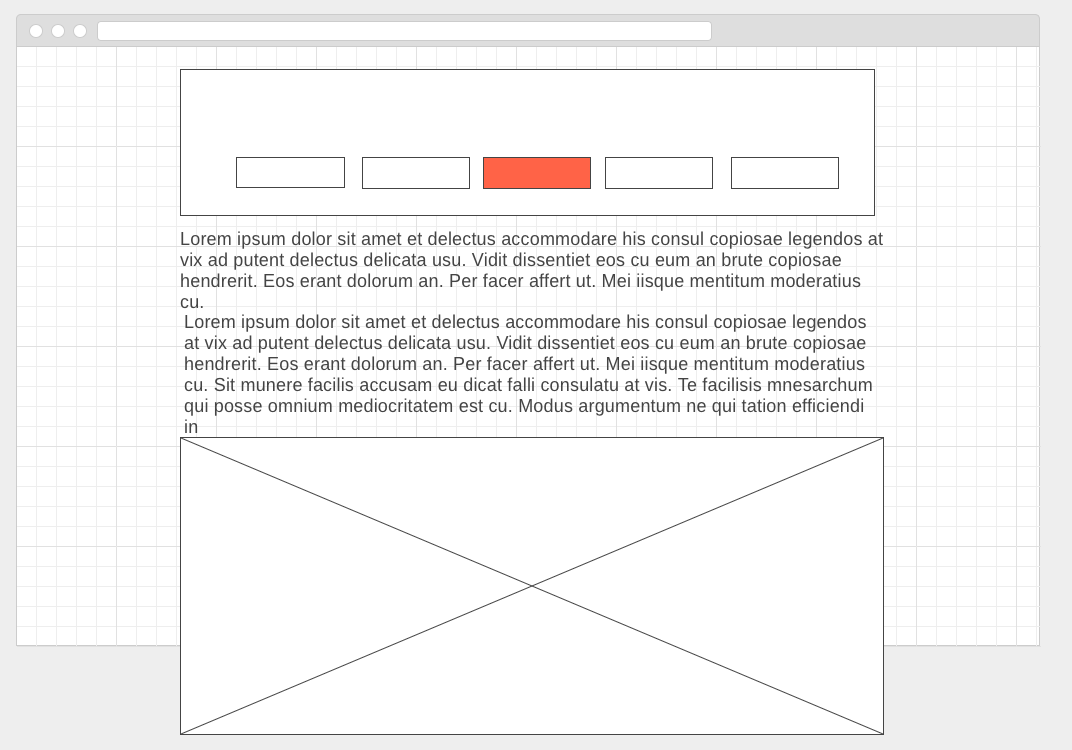 Lorem ipsum dolor sit amet et delectus accommodare his consul copiosae legendos at
vix ad putent delectus delicata usu. Vidit dissentiet eos cu eum an brute copiosae
hendrerit. Eos erant dolorum an. Per facer affert ut. Mei iisque mentitum moderatius
cu.
Lorem ipsum dolor sit amet et delectus accommodare his consul copiosae legendos
at vix ad putent delectus delicata usu. Vidit dissentiet eos cu eum an brute copiosae
hendrerit. Eos erant dolorum an. Per facer affert ut. Mei iisque mentitum moderatius
cu. Sit munere facilis accusam eu dicat falli consulatu at vis. Te facilisis mnesarchum
qui posse omnium mediocritatem est cu. Modus argumentum ne qui tation efficiendi
in